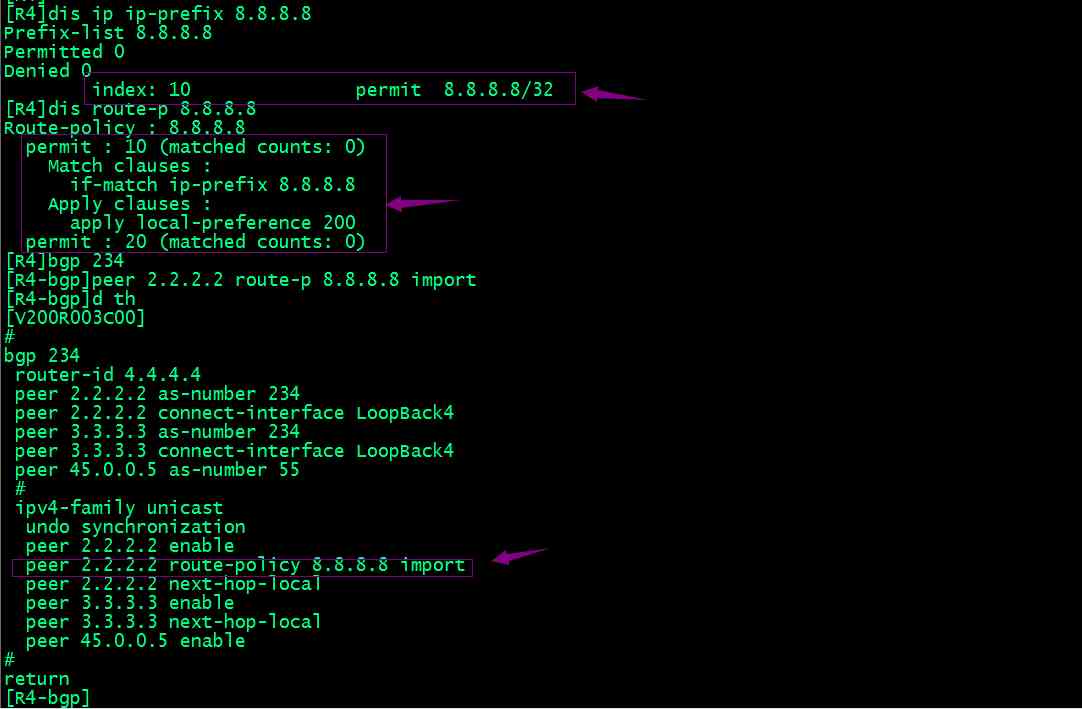 [R4]dis ip ip-prefix 8.8.8.8
Prefix-list 8.8.8.8
Permitted 0
Denied 0
index: 10 permit 8.8.8.8/32
[R4]dis route-p 8.8.8.8
Route-policy : 8.8.8.8
permit : 10 (matched counts: 0)
Match clauses :
if-match ip-prefix 8.8.8.8
Apply clauses :
apply local-preference 200
permit : 20 (matched counts: 0)
[R4]bgp 234
[R4-bgp]peer 2.2.2.2 route-p 8.8.8.8 import
[R4-bgp]d th
[V200R003C00]
#
bgp 234
router-id 4.4.4.4
peer 2.2.2.2 as-number 234
peer 2.2.2.2 connect-interface LoopBack4
peer 3.3.3.3 as-number 234
peer 3.3.3.3 connect-interface LoopBack4
peer 45.0.0.5 as-number 55
#
ipv4-family unicast
undo synchronization
peer 2.2.2.2 enable
peer 2.2.2.2 route-policy 8.8.8.8 import
peer 2.2.2.2 next-hop-local
peer 3.3.3.3 enable
peer 3.3.3.3 next-hop-local
peer 45.0.0.5 enable
#
return
[R4-bgp]